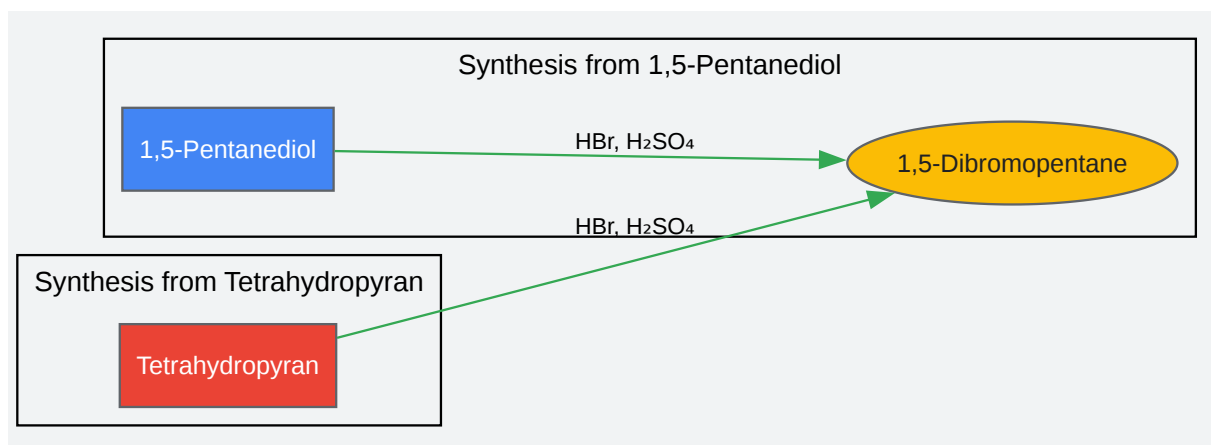 Synthesis from 1,5-Pentanediol
1,5-Pentanediol
HBr, H₂SO₄
1,5-Dibromopentane
HBr, H₂SO₄
Synthesis from Tetrahydropyran
Tetrahydropyran